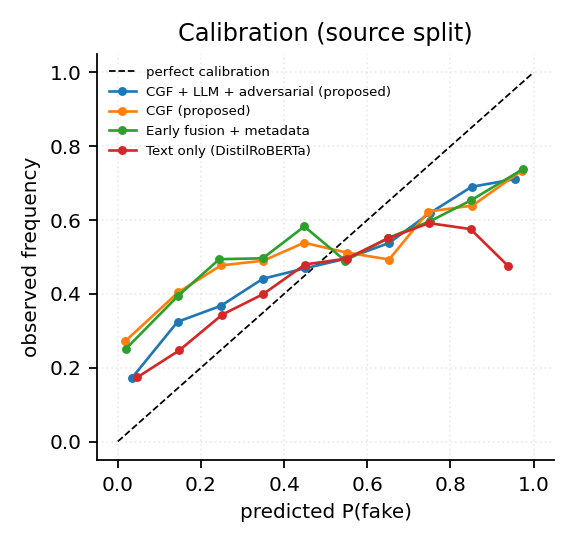 Calibration (source split)
perfect calibration
CGF + LLM + adversarial (proposed)
CGF (proposed)
Early fusion + metadata
Text only (DistilRoBERTa)
observed frequency
1.0
0.8
0.6
0.4
0.2
0.0
0.0 0.2 0.4 0.6 0.8 1.0
predicted P(fake)